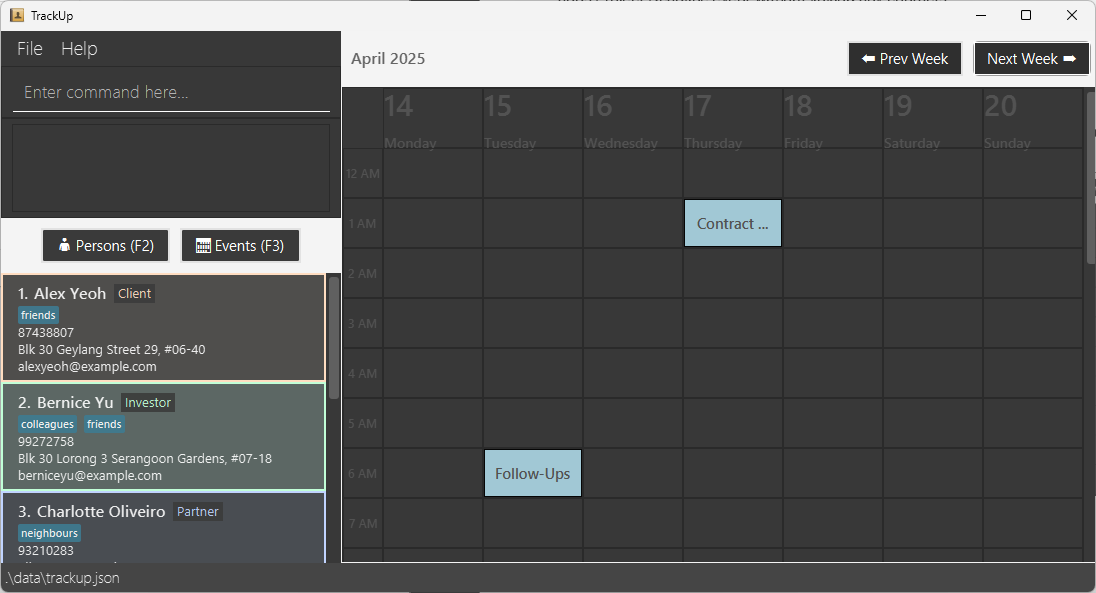 TrackUp
File Help
Enter command here...
Persons (F2)
Events (F3)
1. Alex Yeoh Client
friends
87438807
Blk 30 Geylang Street 29, #06-40
alexyeoh@example.com
2. Bernice Yu Investor
colleagues friends
99272758
Blk 30 Lorong 3 Serangoon Gardens, #07-18
berniceyu@example.com
3. Charlotte Oliveiro Partner
neighbours
93210283
April 2025
⬅ Prev Week
Next Week ➡
14 15 16 17 18 19 20
Monday Tuesday Wednesday Thursday Friday Saturday Sunday
12 AM
1 AM
Contract ...
2 AM
3 AM
4 AM
5 AM
6 AM
Follow-Ups
7 AM
.\data\trackup.json